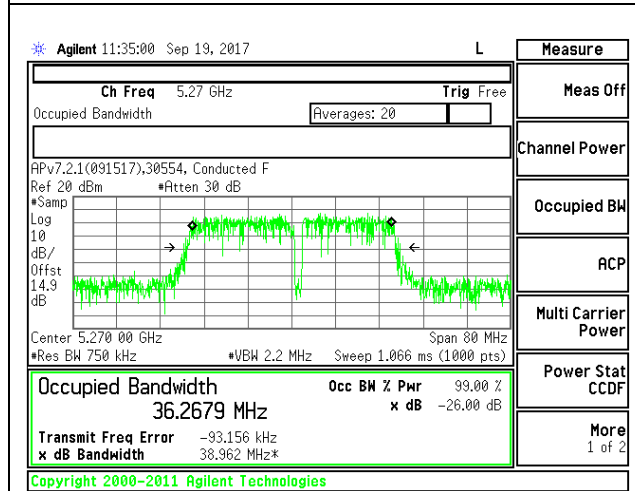 Agilent 11:35:00 Sep 19, 2017 L
Measure
Ch Freq 5.27 GHz Trig Free
Occupied Bandwidth Averages: 20
APv7.2.1(091517),30554, Conducted F
Ref 20 dBm #Atten 30 dB
#Samp
Log
10
dB/
Offst
14.9
dB
Center 5.270 00 GHz Span 80 MHz
#Res BW 750 kHz #VBW 2.2 MHz Sweep 1.066 ms (1000 pts)
Occupied Bandwidth
36.2679 MHz
Occ BW % Pwr 99.00 %
x dB -26.00 dB
Transmit Freq Error -93.156 kHz
x dB Bandwidth 38.962 MHz*
Copyright 2000-2011 Agilent Technologies
Meas Off
Channel Power
Occupied BW
ACP
Multi Carrier
Power
Power Stat
CCDF
More
1 of 2